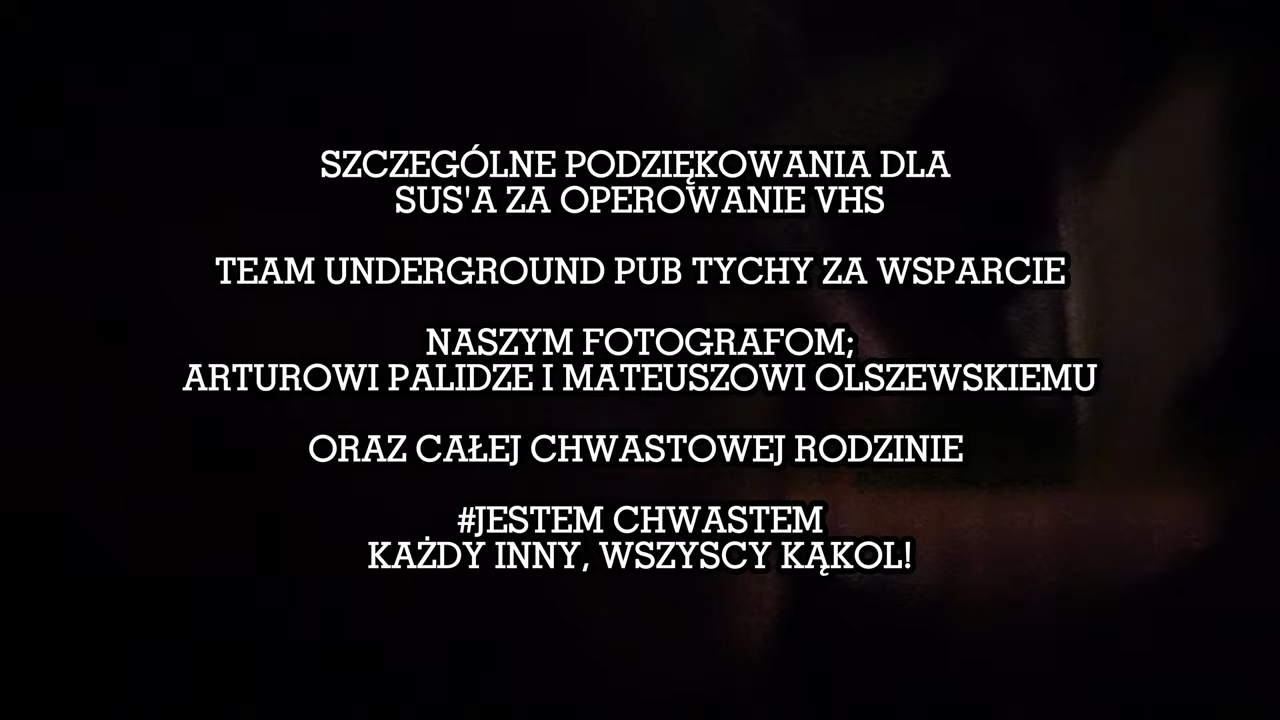 SZCZEGÓLNE PODZIĘKOWANIA DLA
SUS'A ZA OPEROWANIE VHS
TEAM UNDERGROUND PUB TYCHY ZA WSPARCIE
NASZYM FOTOGRAFOM;
ARTUROWI PALIDZE I MATEUSZOWI OLSZEWSKIEMU
ORAZ CAŁEJ CHWASTOWEJ RODZINIE
#JESTEM CHWASTEM
KAŻDY INNY, WSZYSCY KĄKOL!